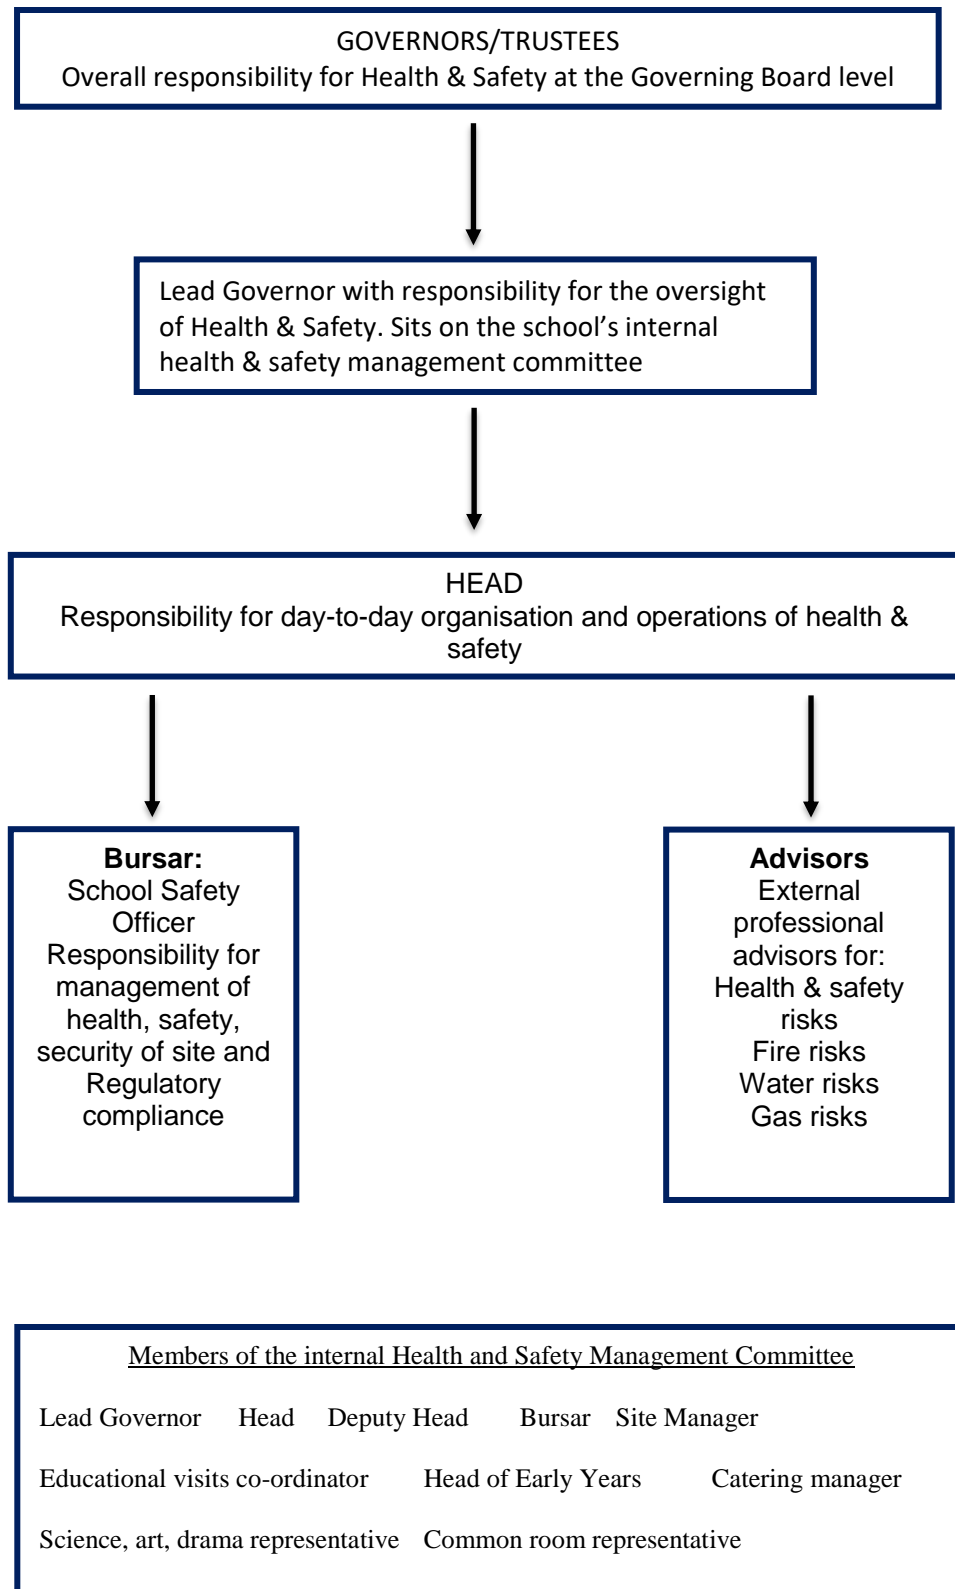 GOVERNORS/TRUSTEES
Overall responsibility for Health & Safety at the Governing Board level
Lead Governor with responsibility for the oversight
of Health & Safety. Sits on the school’s internal
health & safety management committee
HEAD
Responsibility for day-to-day organisation and operations of health &
safety
Bursar:
School Safety
Officer
Responsibility for
management of
health, safety,
security of site and
Regulatory
compliance
Advisors
External
professional
advisors for:
Health & safety
risks
Fire risks
Water risks
Gas risks
Members of the internal Health and Safety Management Committee
Lead Governor Head Deputy Head Bursar Site Manager
Educational visits co-ordinator Head of Early Years Catering manager
Science, art, drama representative Common room representative